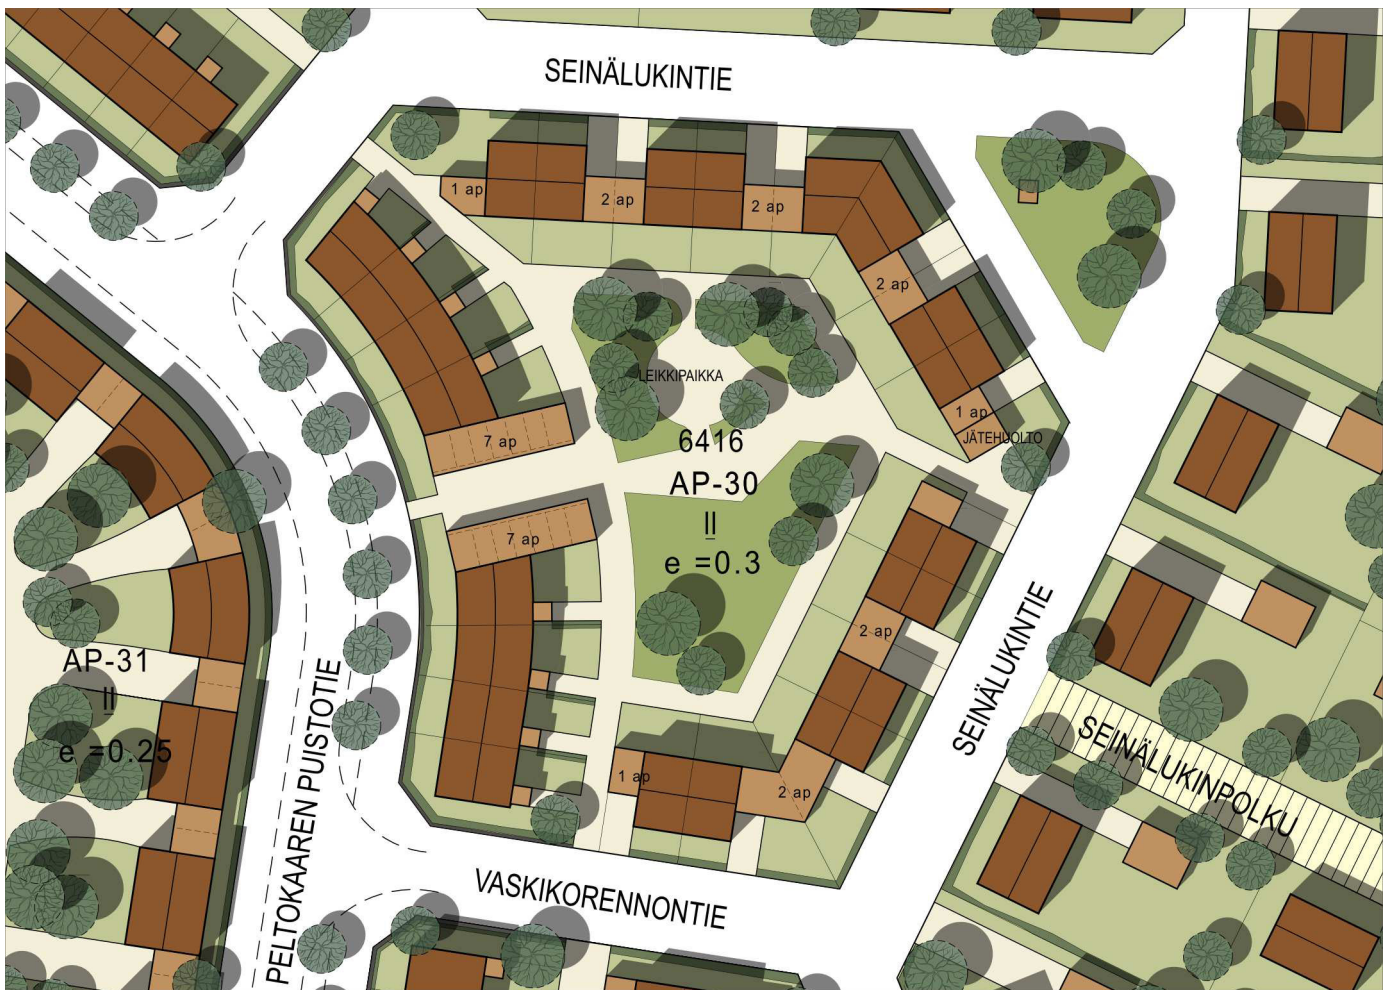 SEINÄLUKINTIE
1 ap
2 ap
2 ap
2 ap
LEIKKIPAIKKA
1 ap
JÄTEHUOLTO
7 ap
6416
AP-30
II
e =0.3
7 ap
2 ap
SEINÄLUKINTIE
AP-31
II
e =0.25
PELTOKAAREN PUISTOTIE
1 ap
2 ap
SEINÄLUKINPOLKU
VASKIKORENNONTIE